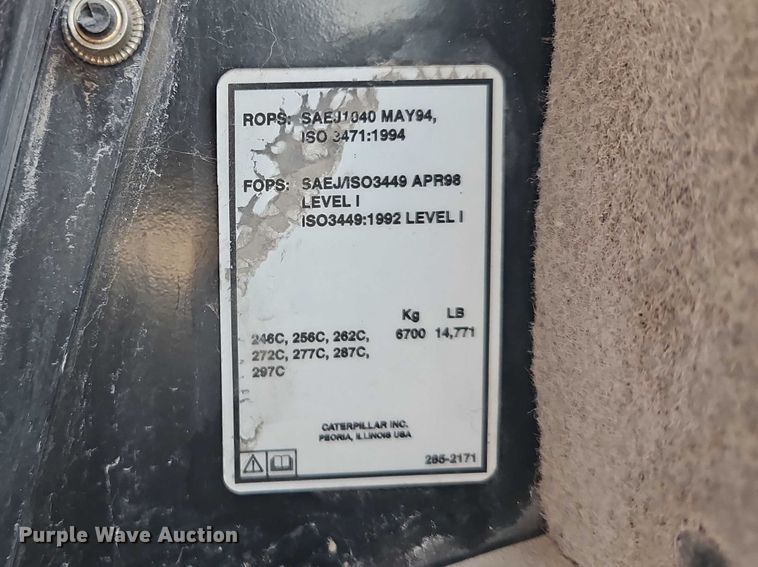 ROPS: SAEJ1040 MAY94,
ISO 3471:1994
FOPS: SAEJ/ISO3449 APR98
LEVEL I
ISO3449:1992 LEVEL I
Kg LB
246C, 256C, 262C, 6700 14,771
272C, 277C, 287C,
297C
CATERPILLAR INC.
PEORIA, ILLINOIS USA
285-2171
Purple Wave Auction